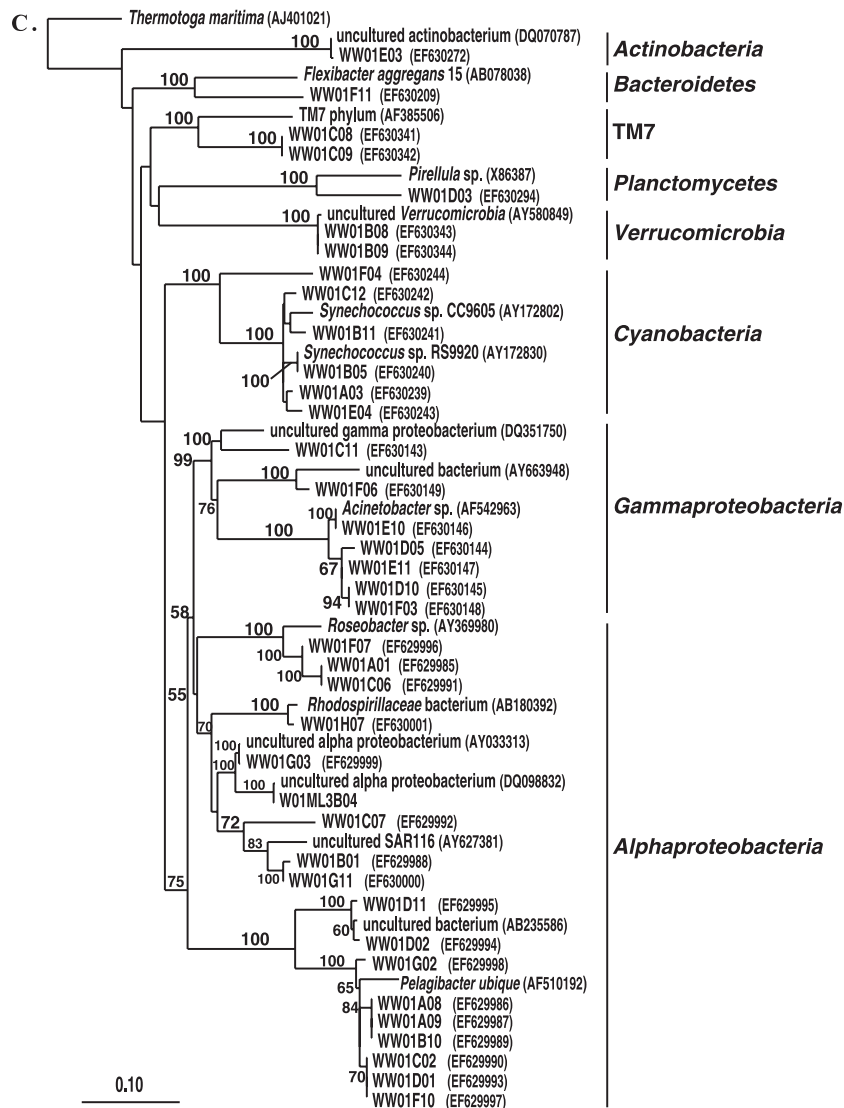 C.
Thermotoga maritima (AJ401021)
100
uncultured actinobacterium (DQ070787)
WW01E03 (EF630272)
Actinobacteria
100
Flexibacter aggregans 15 (AB078038)
WW01F11 (EF630209)
Bacteroidetes
100
TM7 phylum (AF385506)
100
WW01C08 (EF630341)
WW01C09 (EF630342)
TM7
100
Pirellula sp. (X86387)
WW01D03 (EF630294)
Planctomycetes
100
uncultured Verrucomicrobia (AY580849)
WW01B08 (EF630343)
WW01B09 (EF630344)
Verrucomicrobia
100
WW01F04 (EF630244)
WW01C12 (EF630242)
Synechococcus sp. CC9605 (AY172802)
100
WW01B11 (EF630241)
Synechococcus sp. RS9920 (AY172830)
100
WW01B05 (EF630240)
WW01A03 (EF630239)
WW01E04 (EF630243)
Cyanobacteria
uncultured gamma proteobacterium (DQ351750)
100
WW01C11 (EF630143)
99
100
uncultured bacterium (AY663948)
WW01F06 (EF630149)
76
100
100
Acinetobacter sp. (AF542963)
WW01E10 (EF630146)
WW01D05 (EF630144)
67
WW01E11 (EF630147)
WW01D10 (EF630145)
94
WW01F03 (EF630148)
Gammaproteobacteria
58
100
Roseobacter sp. (AY369980)
WW01F07 (EF629996)
100
WW01A01 (EF629985)
100
WW01C06 (EF629991)
55
100
Rhodospirillaceae bacterium (AB180392)
WW01H07 (EF630001)
70
100
uncultured alpha proteobacterium (AY033313)
WW01G03 (EF629999)
100
100
uncultured alpha proteobacterium (DQ098832)
W01ML3B04
72
WW01C07 (EF629992)
83
uncultured SAR116 (AY627381)
WW01B01 (EF629988)
100
WW01G11 (EF630000)
75
100
100
WW01D11 (EF629995)
uncultured bacterium (AB235586)
60
WW01D02 (EF629994)
100
WW01G02 (EF629998)
65
Pelagibacter ubique (AF510192)
84
WW01A08 (EF629986)
WW01A09 (EF629987)
WW01B10 (EF629989)
WW01C02 (EF629990)
70
WW01D01 (EF629993)
WW01F10 (EF629997)
Alphaproteobacteria
0.10